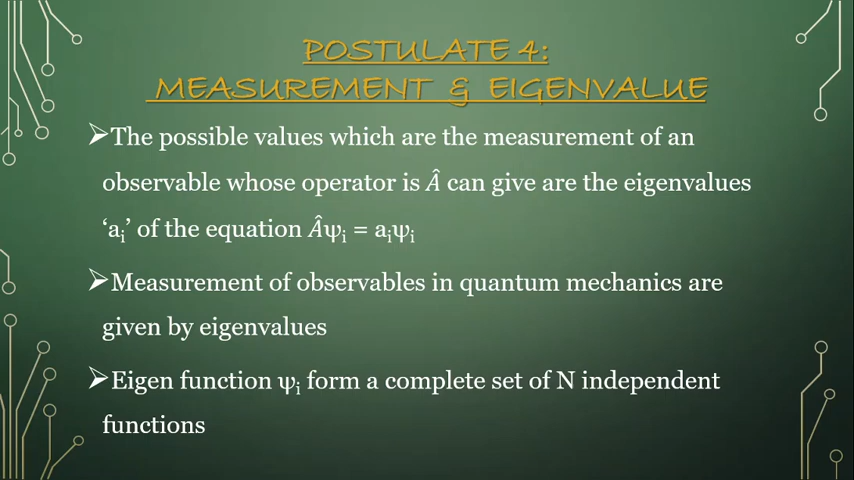 POSTULATE 4:
MEASUREMENT & EIGENVALUE
➢The possible values which are the measurement of an
observable whose operator is Â can give are the eigenvalues
‘aᵢ’ of the equation Âψᵢ = aᵢψᵢ
➢Measurement of observables in quantum mechanics are
given by eigenvalues
➢Eigen function ψᵢ form a complete set of N independent
functions